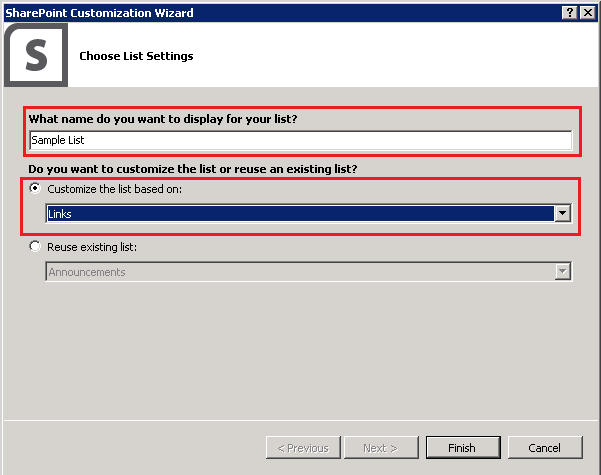 SharePoint Customization Wizard
S
Choose List Settings
What name do you want to display for your list?
Sample List
Do you want to customize the list or reuse an existing list?
Customize the list based on:
Links
Reuse existing list:
Announcements
< Previous Next > Finish Cancel